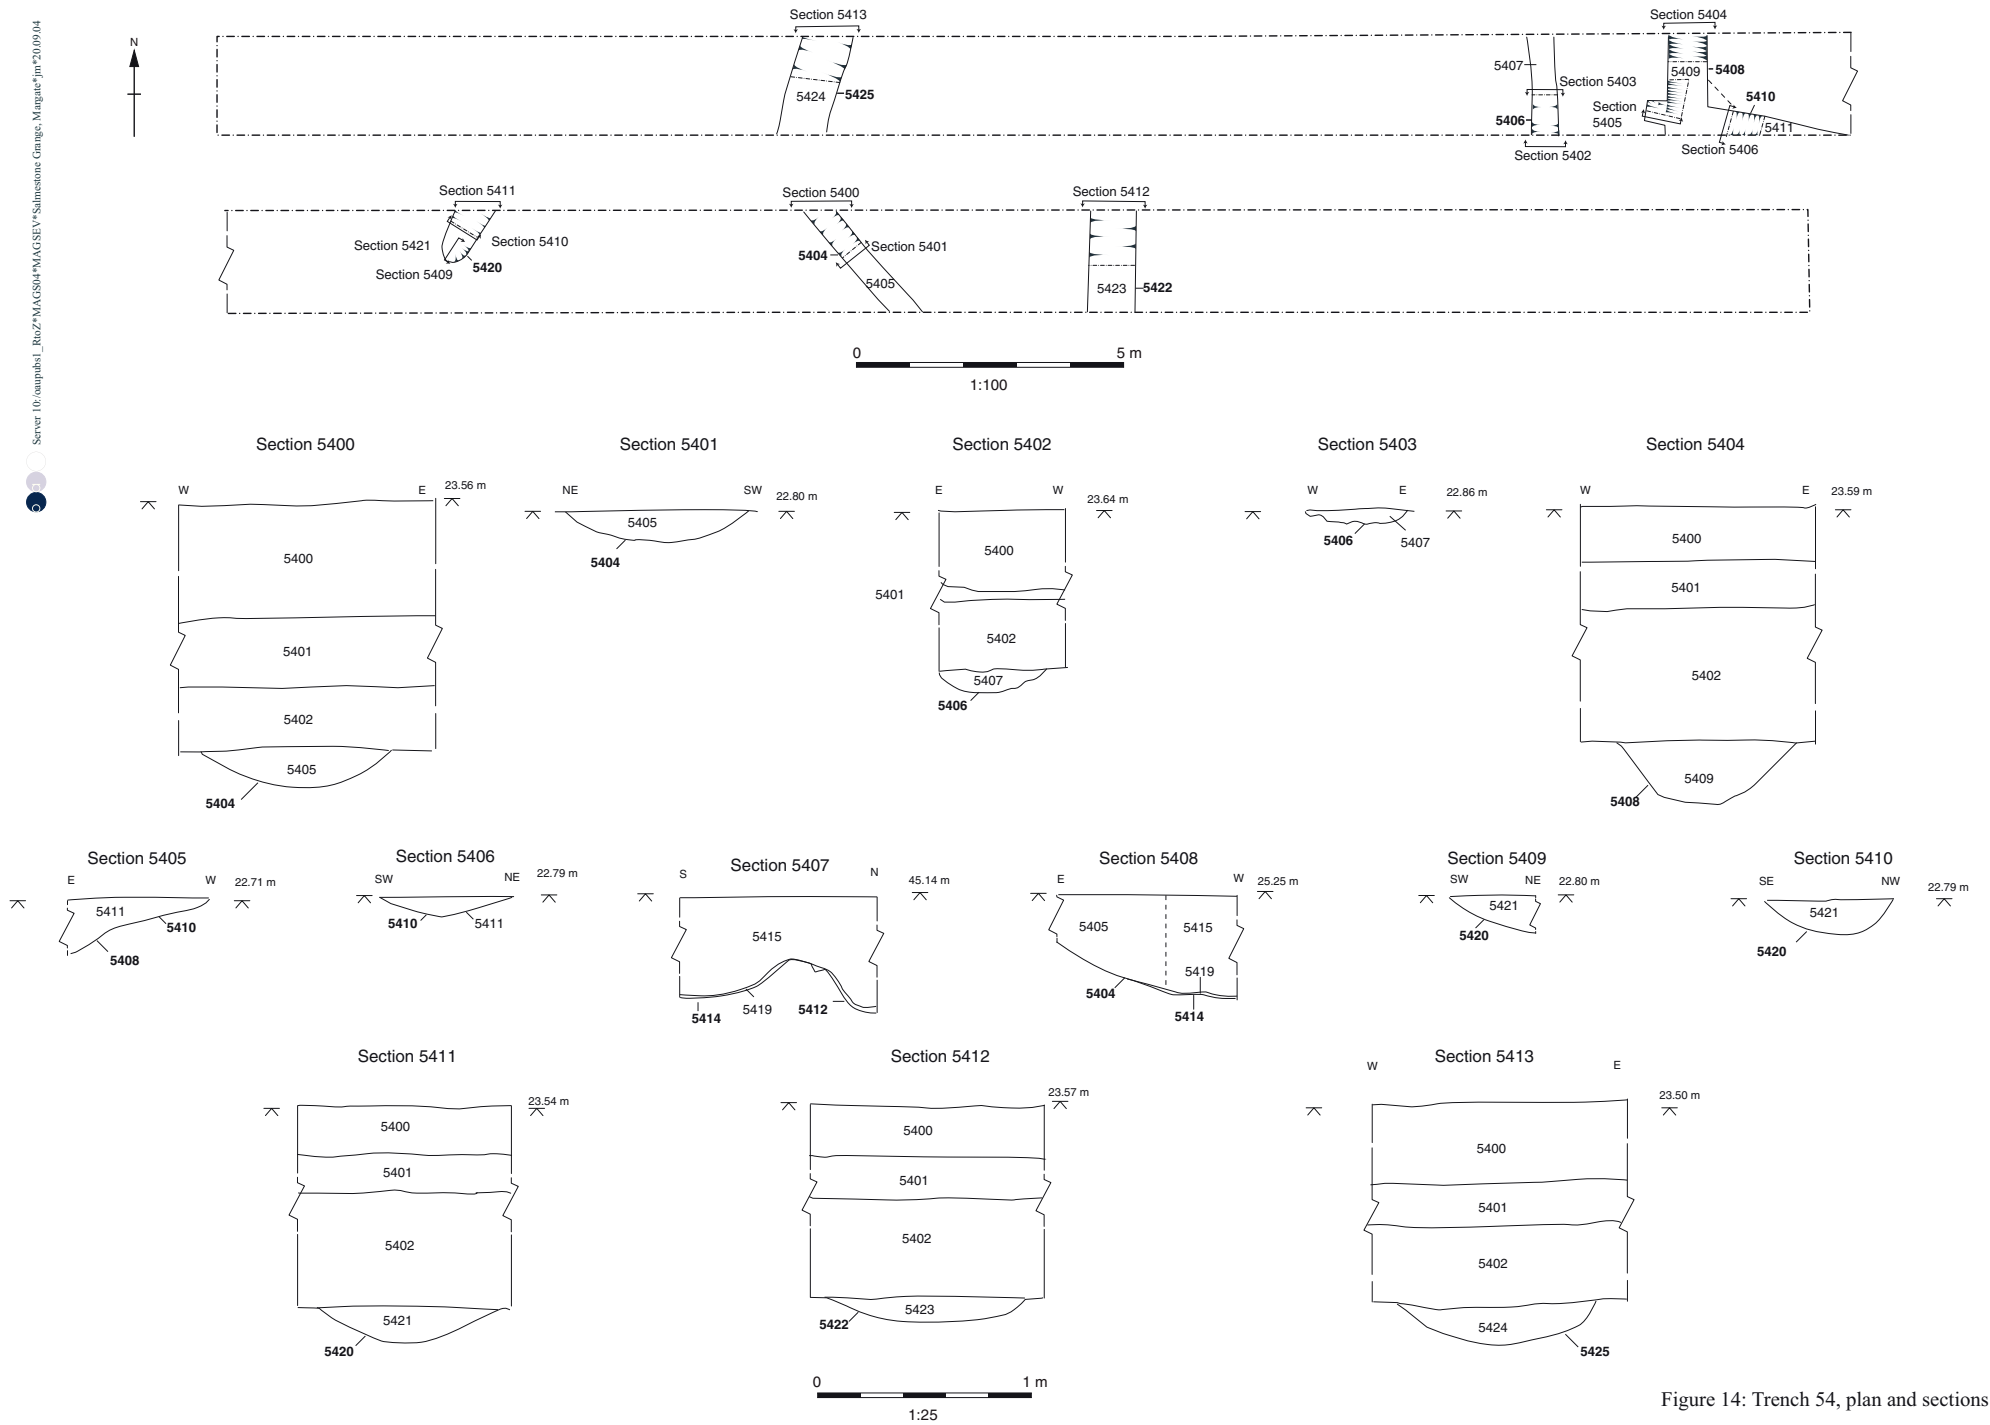 Server 10:/oaupubs1_RtoZ*MAGS04*MAGSEV*Salmestone Grange, Margate*jm*20.09.04
N
Section 5413
5424
5425
Section 5404
5407
Section 5403
5409
5408
5410
Section
5405
5406
5411
Section 5402
Section 5406
Section 5411
Section 5400
Section 5412
Section 5421
Section 5410
Section 5409
5420
Section 5401
5404
5405
5423
5422
0 5 m
1:100
Section 5400
W E 23.56 m
5400
5401
5402
5405
5404
Section 5401
NE SW 22.80 m
5405
5404
Section 5402
E W 23.64 m
5400
5401
5402
5407
5406
Section 5403
W E 22.86 m
5406
5407
Section 5404
W E 23.59 m
5400
5401
5402
5409
5408
Section 5405
E W 22.71 m
5411
5410
5408
Section 5406
SW NE 22.79 m
5410
5411
Section 5407
S N 45.14 m
5415
5414
5419
5412
Section 5408
E W 25.25 m
5405
5415
5419
5404
5414
Section 5409
SW NE 22.80 m
5421
5420
Section 5410
SE NW 22.79 m
5421
5420
Section 5411
23.54 m
5400
5401
5402
5421
5420
Section 5412
23.57 m
5400
5401
5402
5423
5422
Section 5413
W E
23.50 m
5400
5401
5402
5424
5425
0 1 m
1:25
Figure 14: Trench 54, plan and sections